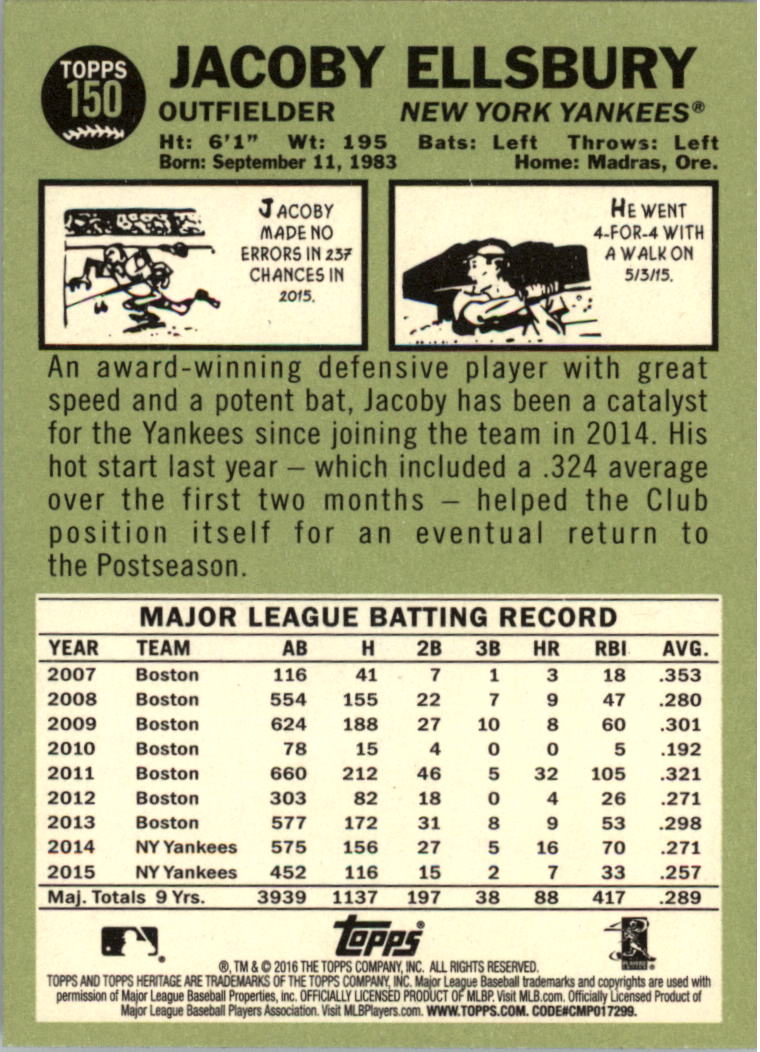 TOPPS
150
JACOBY ELLSBURY
OUTFIELDER NEW YORK YANKEES®
Ht: 6'1" Wt: 195 Bats: Left Throws: Left
Born: September 11, 1983 Home: Madras, Ore.
JACOBY
MADE NO
ERRORS IN 237
CHANCES IN
2015.
HE WENT
4-FOR-4 WITH
A WALK ON
5/3/15.
An award-winning defensive player with great
speed and a potent bat, Jacoby has been a catalyst
for the Yankees since joining the team in 2014. His
hot start last year – which included a .324 average
over the first two months – helped the Club
position itself for an eventual return to
the Postseason.
MAJOR LEAGUE BATTING RECORD
YEAR TEAM AB H 2B 3B HR RBI AVG.
2007 Boston 116 41 7 1 3 18 .353
2008 Boston 554 155 22 7 9 47 .280
2009 Boston 624 188 27 10 8 60 .301
2010 Boston 78 15 4 0 0 5 .192
2011 Boston 660 212 46 5 32 105 .321
2012 Boston 303 82 18 0 4 26 .271
2013 Boston 577 172 31 8 9 53 .298
2014 NY Yankees 575 156 27 5 16 70 .271
2015 NY Yankees 452 116 15 2 7 33 .257
Maj. Totals 9 Yrs. 3939 1137 197 38 88 417 .289
topps®
®, TM & © 2016 THE TOPPS COMPANY, INC. ALL RIGHTS RESERVED.
TOPPS AND TOPPS HERITAGE ARE TRADEMARKS OF THE TOPPS COMPANY, INC. Major League Baseball trademarks and copyrights are used with
permission of Major League Baseball Properties, Inc. OFFICIALLY LICENSED PRODUCT OF MLBP. Visit MLB.com. Officially Licensed Product of
Major League Baseball Players Association. Visit MLBPlayers.com. WWW.TOPPS.COM. CODE#CMP017299.